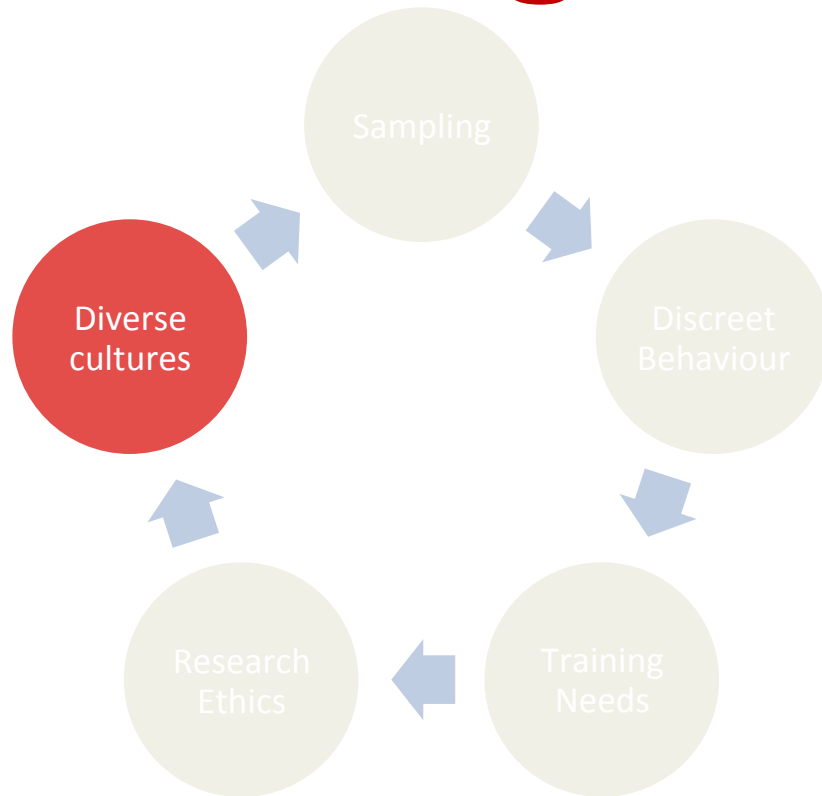 Sampling
Discreet
Behaviour
Training
Needs
Research
Ethics
Diverse
cultures